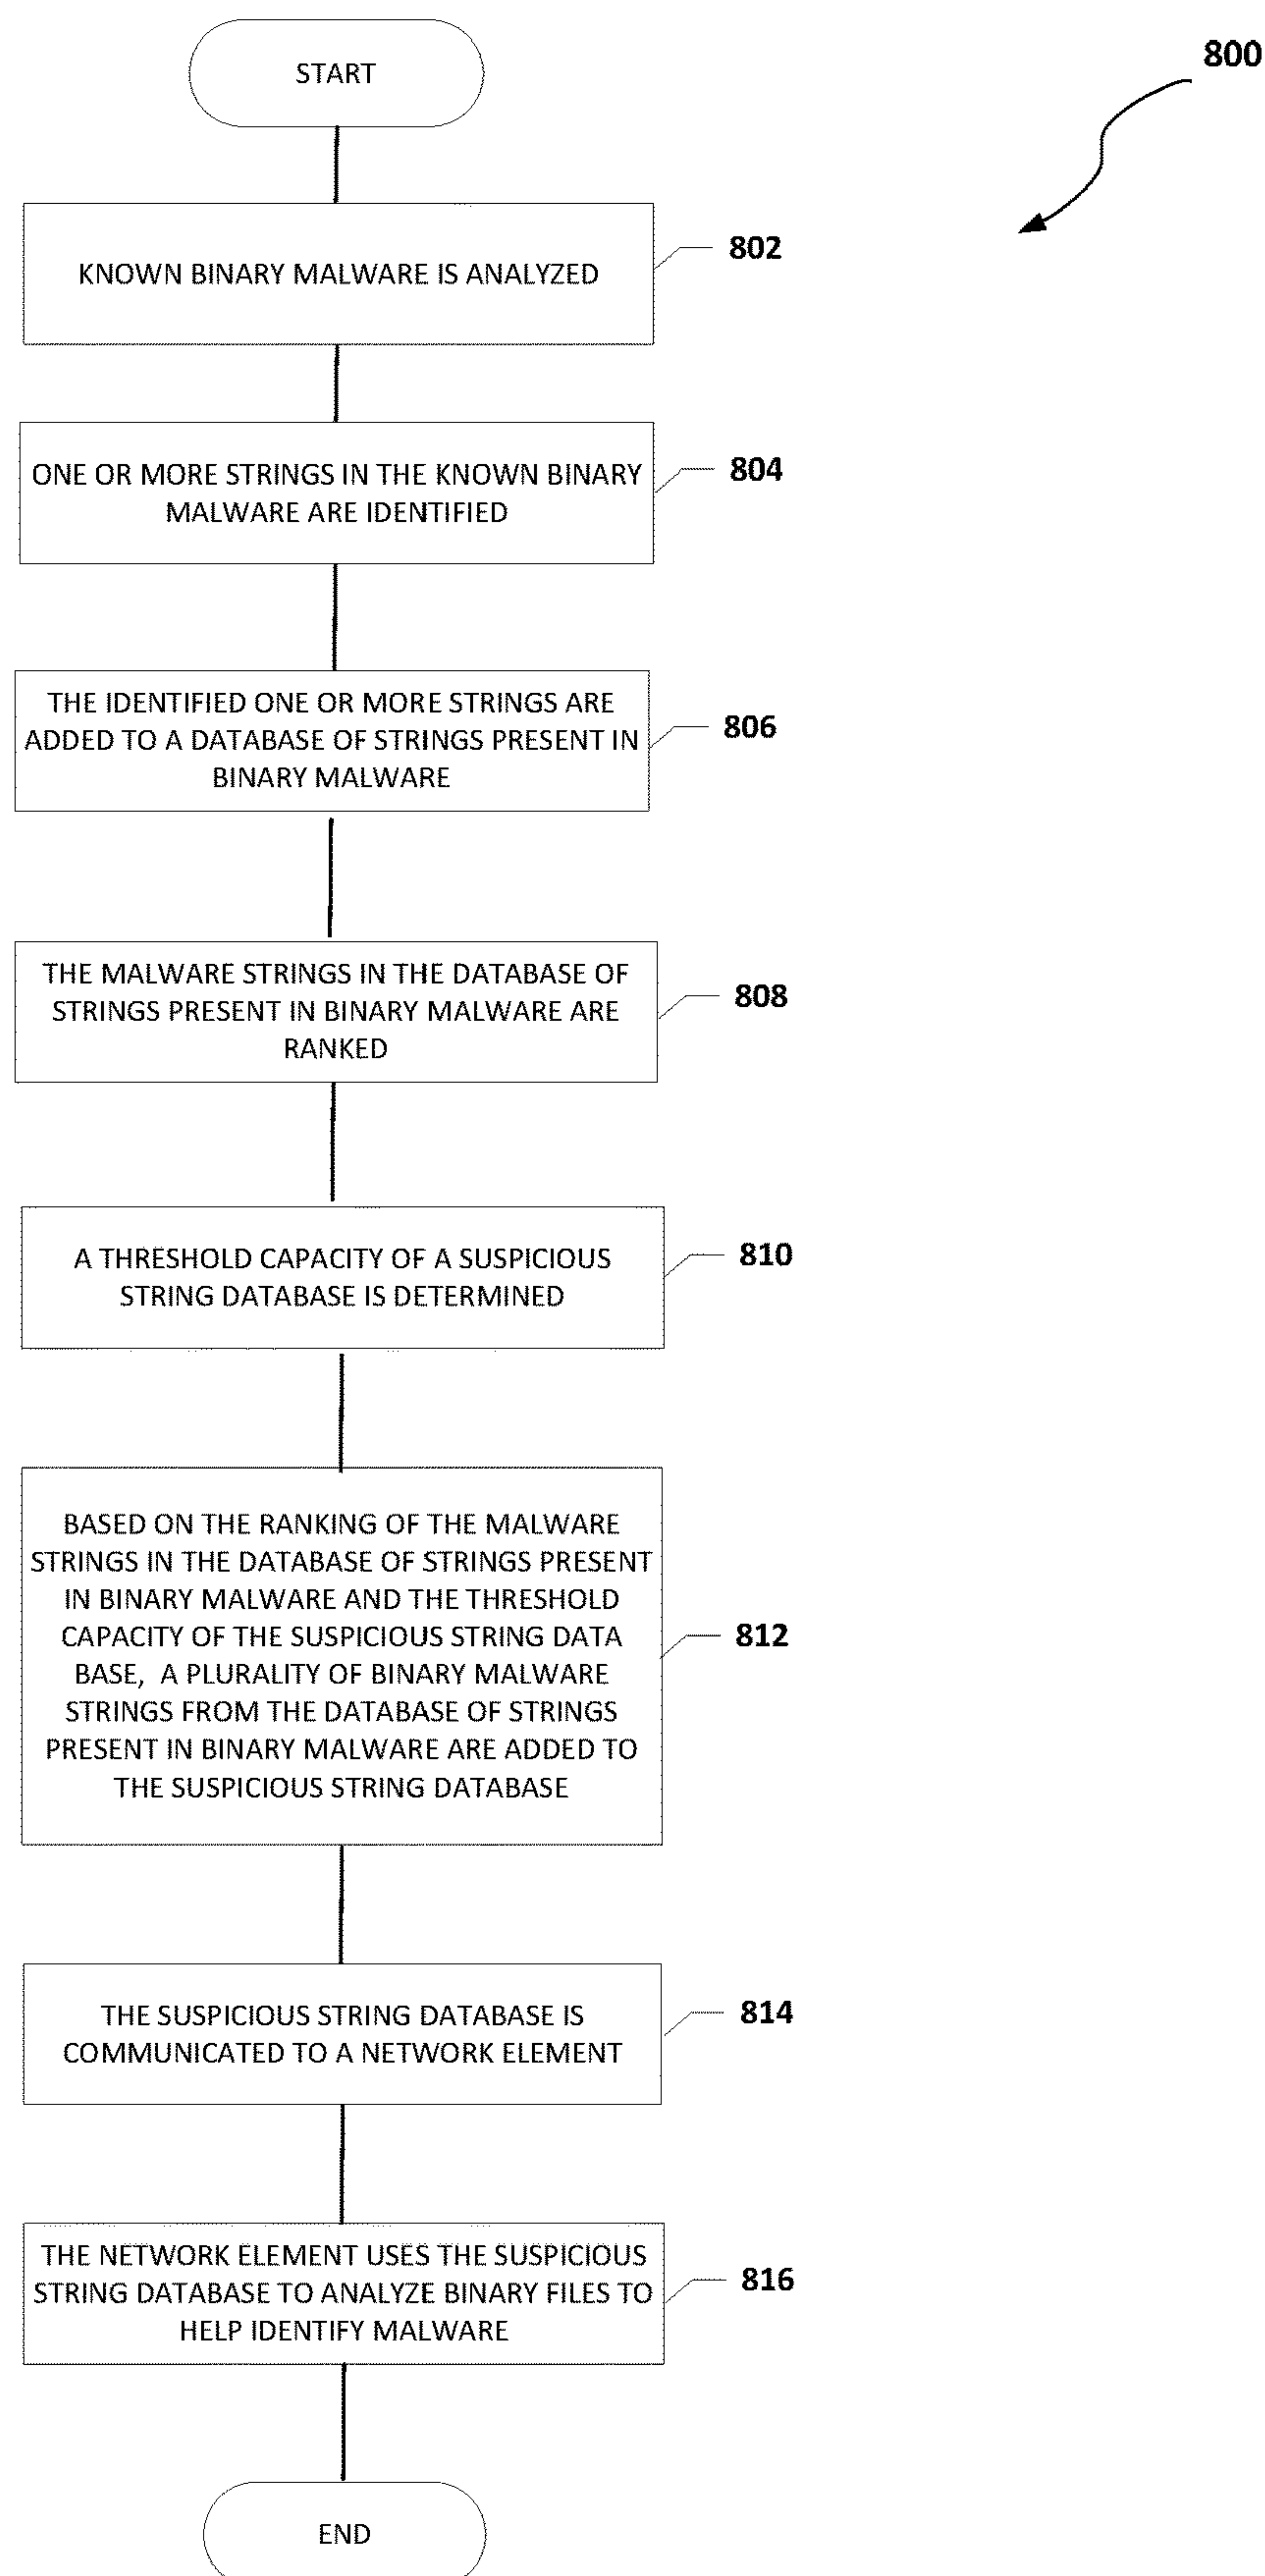 START
800
KNOWN BINARY MALWARE IS ANALYZED
802
ONE OR MORE STRINGS IN THE KNOWN BINARY
MALWARE ARE IDENTIFIED
804
THE IDENTIFIED ONE OR MORE STRINGS ARE
ADDED TO A DATABASE OF STRINGS PRESENT IN
BINARY MALWARE
806
THE MALWARE STRINGS IN THE DATABASE OF
STRINGS PRESENT IN BINARY MALWARE ARE
RANKED
808
A THRESHOLD CAPACITY OF A SUSPICIOUS
STRING DATABASE IS DETERMINED
810
BASED ON THE RANKING OF THE MALWARE
STRINGS IN THE DATABASE OF STRINGS PRESENT
IN BINARY MALWARE AND THE THRESHOLD
CAPACITY OF THE SUSPICIOUS STRING DATA
BASE, A PLURALITY OF BINARY MALWARE
STRINGS FROM THE DATABASE OF STRINGS
PRESENT IN BINARY MALWARE ARE ADDED TO
THE SUSPICIOUS STRING DATABASE
812
THE SUSPICIOUS STRING DATABASE IS
COMMUNICATED TO A NETWORK ELEMENT
814
THE NETWORK ELEMENT USES THE SUSPICIOUS
STRING DATABASE TO ANALYZE BINARY FILES TO
HELP IDENTIFY MALWARE
816
END